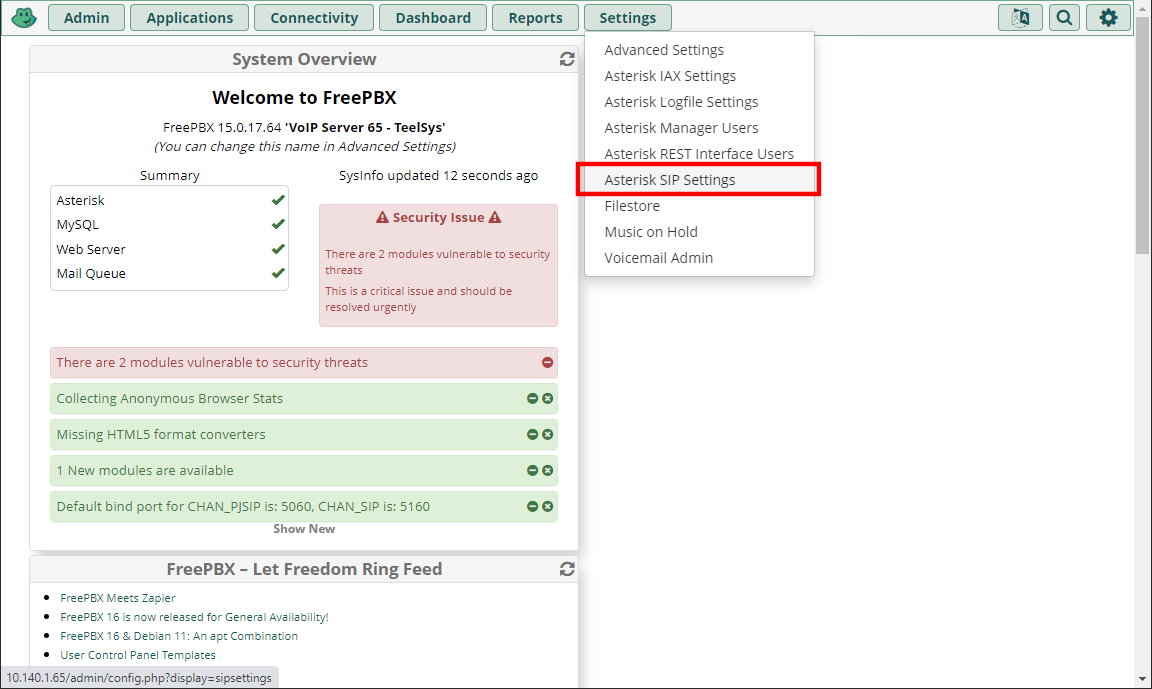 Admin Applications Connectivity Dashboard Reports Settings
Advanced Settings
Asterisk IAX Settings
Asterisk Logfile Settings
Asterisk Manager Users
Asterisk REST Interface Users
Asterisk SIP Settings
Filestore
Music on Hold
Voicemail Admin
System Overview
Welcome to FreePBX
FreePBX 15.0.17.64 'VoIP Server 65 - TeelSys'
(You can change this name in Advanced Settings)
Summary
Asterisk
MySQL
Web Server
Mail Queue
SysInfo updated 12 seconds ago
Security Issue
There are 2 modules vulnerable to security
threats
This is a critical issue and should be
resolved urgently
There are 2 modules vulnerable to security threats
Collecting Anonymous Browser Stats
Missing HTML5 format converters
1 New modules are available
Default bind port for CHAN_PJSIP is: 5060, CHAN_SIP is: 5160
Show New
FreePBX – Let Freedom Ring Feed
FreePBX Meets Zapier
FreePBX 16 is now released for General Availability!
FreePBX 16 & Debian 11: An apt Combination
User Control Panel Templates
10.140.1.65/admin/config.php?display=sipsettings